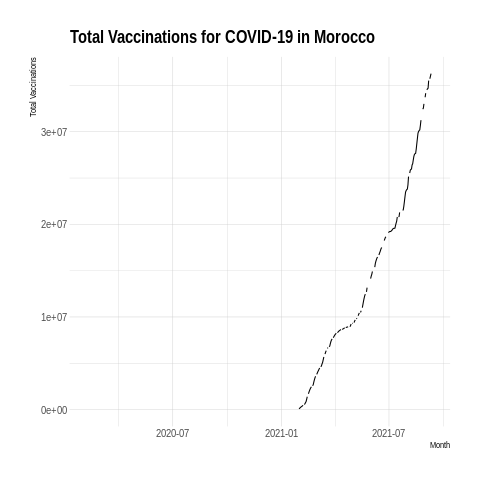 Total Vaccinations for COVID-19 in Morocco
Total Vaccinations
3e+07
2e+07
1e+07
0e+00
2020-07
2021-01
2021-07
Month